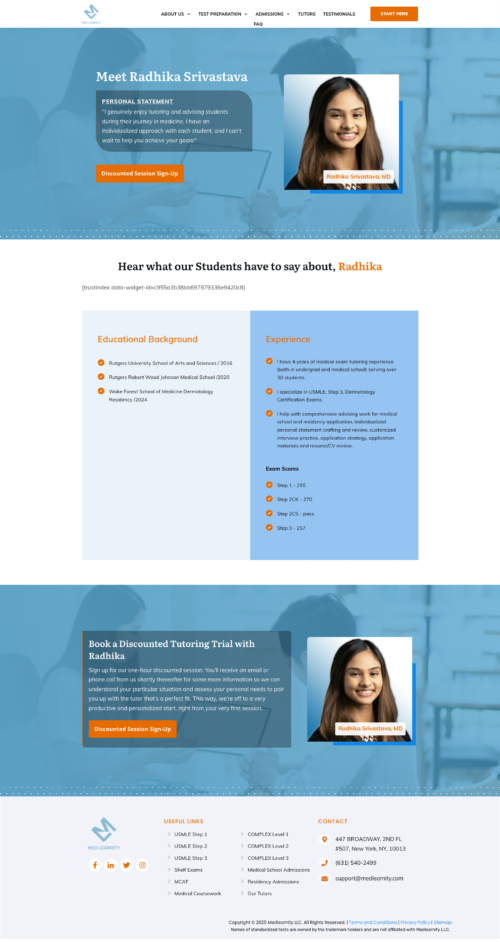 ABOUT US
TEST PREPARATION
ADMISSIONS
TUTORS
TESTIMONIALS
FAQ
START HERE
MED LEARNITY
Meet Radhika Srivastava
PERSONAL STATEMENT
"I genuinely enjoy tutoring and advising students
during their journey in medicine. I have an
individualized approach with each student, and I can't
wait to help you achieve your goals!"
Discounted Session Sign-Up
Radhika Srivastava, MD
Hear what our Students have to say about, Radhika
[trustindex data-widget-id=c955a3b38bb697979336e9420c8]
Educational Background
Rutgers University School of Arts and Sciences / 2016
Rutgers Robert Wood Johnson Medical School /2020
Wake Forest School of Medicine Dermatology
Residency /2024
Experience
I have 4 years of medical exam tutoring experience
(both in undergrad and medical school) serving over
30 students.
I specialize in USMLE, Step 3, Dermatology
Certification Exams.
I help with comprehensive advising work for medical
school and residency application, individualized
personal statement crafting and review, customized
interview practice, application strategy, application
materials and resume/CV review.
Exam Scores
Step 1 - 255
Step 2CK - 270
Step 2CS - pass
Step 3 - 257
Book a Discounted Tutoring Trial with
Radhika
Sign up for our one-hour discounted session. You'll receive an email or
phone call from us shortly thereafter for some more information so we can
understand your particular situation and assess your personal needs to pair
you up with the tutor that's a perfect fit. This way, we're off to a very
productive and personalized start, right from your very first session.
Discounted Session Sign-Up
Radhika Srivastava, MD
MED LEARNITY
USEFUL LINKS
USMLE Step 1
USMLE Step 2
USMLE Step 3
Shelf Exams
MCAT
Medical Coursework
COMPLEX Level 1
COMPLEX Level 2
COMPLEX Level 3
Medical School Admissions
Residency Admissions
Our Tutors
CONTACT
447 BROADWAY, 2ND FL
#507, New York, NY, 10013
(631) 540-2499
support@medlearnity.com
Copyright © 2025 Medlearnity LLC. All Rights Reserved. | Terms and Conditions | Privacy Policy | Sitemap
Names of standardized tests are owned by the trademark holders and are not affiliated with Medlearnity LLC.